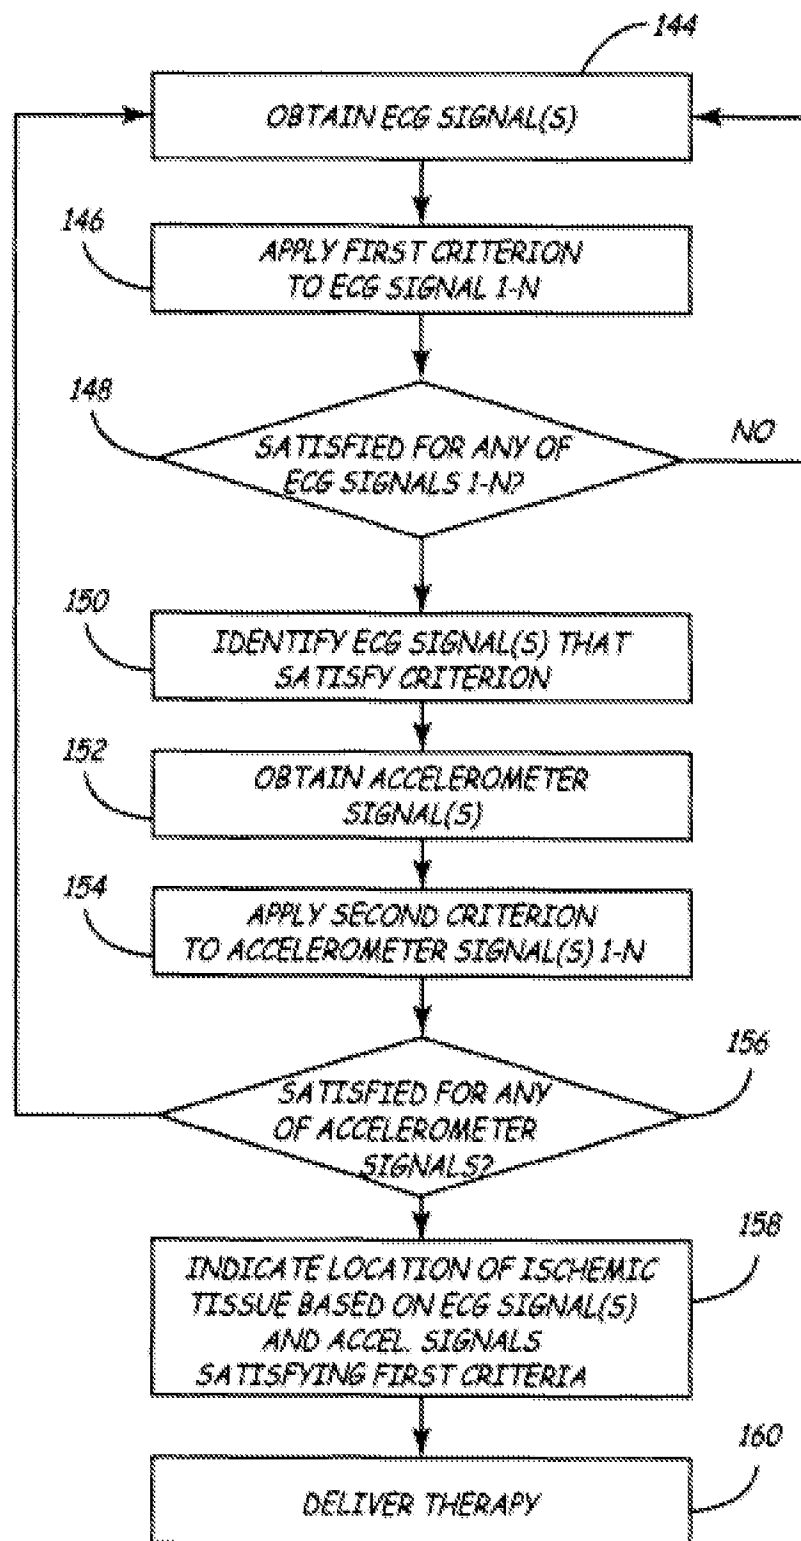 144
OBTAIN ECG SIGNAL(S)
146
APPLY FIRST CRITERION
TO ECG SIGNAL 1-N
148
SATISFIED FOR ANY OF
ECG SIGNALS 1-N?
NO
150
IDENTIFY ECG SIGNAL(S) THAT
SATISFY CRITERION
152
OBTAIN ACCELEROMETER
SIGNAL(S)
154
APPLY SECOND CRITERION
TO ACCELEROMETER SIGNAL(S) 1-N
156
SATISFIED FOR ANY
OF ACCELEROMETER
SIGNALS?
158
INDICATE LOCATION OF ISCHEMIC
TISSUE BASED ON ECG SIGNAL(S)
AND ACCEL. SIGNALS
SATISFYING FIRST CRITERIA
160
DELIVER THERAPY